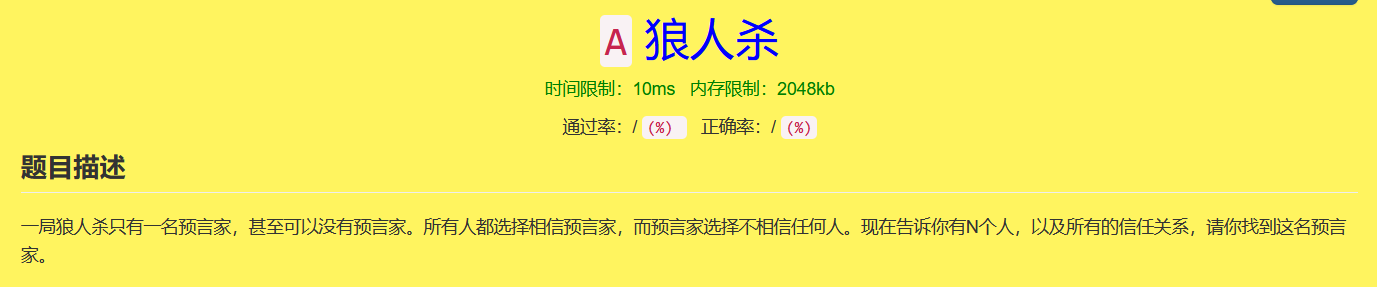 A 狼人杀
时间限制：10ms 内存限制：2048kb
通过率：/ (%) 正确率：/ (%)
题目描述
一局狼人杀只有一名预言家，甚至可以没有预言家。所有人都选择相信预言家，而预言家选择不相信任何人。现在告诉你有N个人，以及所有的信任关系，请你找到这名预言
家。